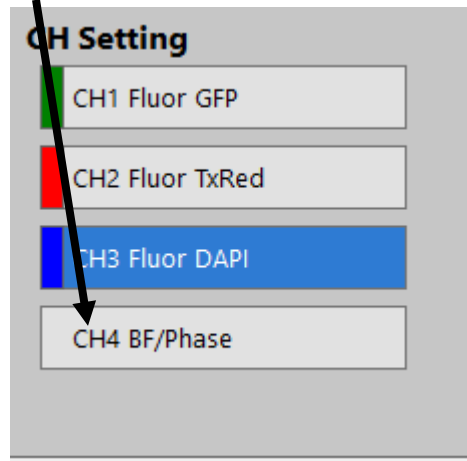 CH Setting
CH1 Fluor GFP
CH2 Fluor TxRed
CH3 Fluor DAPI
CH4 BF/Phase